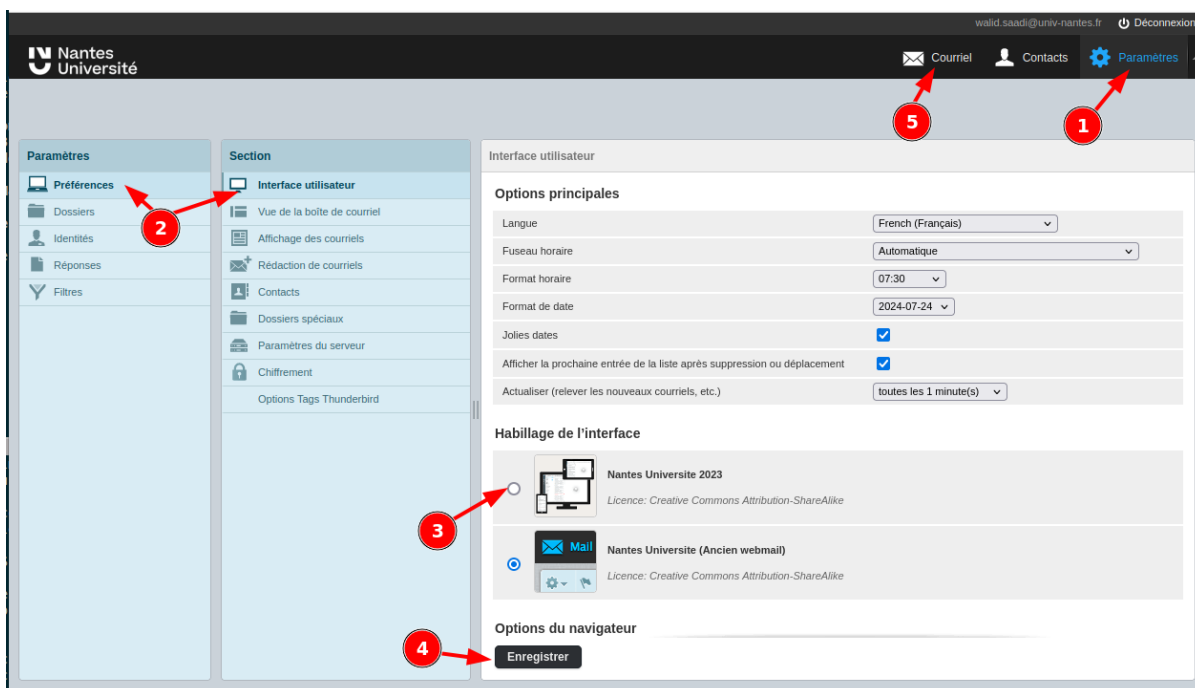 walid.saadi@univ-nantes.fr Déconnexion
Nantes
Université
Courriel Contacts Paramètres
5 1
Paramètres Section Interface utilisateur
Préférences
Dossiers
Identités
Réponses
Filtres
2
Interface utilisateur
Vue de la boîte de courriel
Affichage des courriels
Rédaction de courriels
Contacts
Dossiers spéciaux
Paramètres du serveur
Chiffrement
Options Tags Thunderbird
Options principales
Langue French (Français)
Fuseau horaire Automatique
Format horaire 07:30
Format de date 2024-07-24
Jolies dates
Afficher la prochaine entrée de la liste après suppression ou déplacement
Actualiser (relever les nouveaux courriels, etc.) toutes les 1 minute(s)
Habillage de l’interface
Nantes Universite 2023
Licence: Creative Commons Attribution-ShareAlike
3
Mail
Nantes Universite (Ancien webmail)
Licence: Creative Commons Attribution-ShareAlike
Options du navigateur
4
Enregistrer